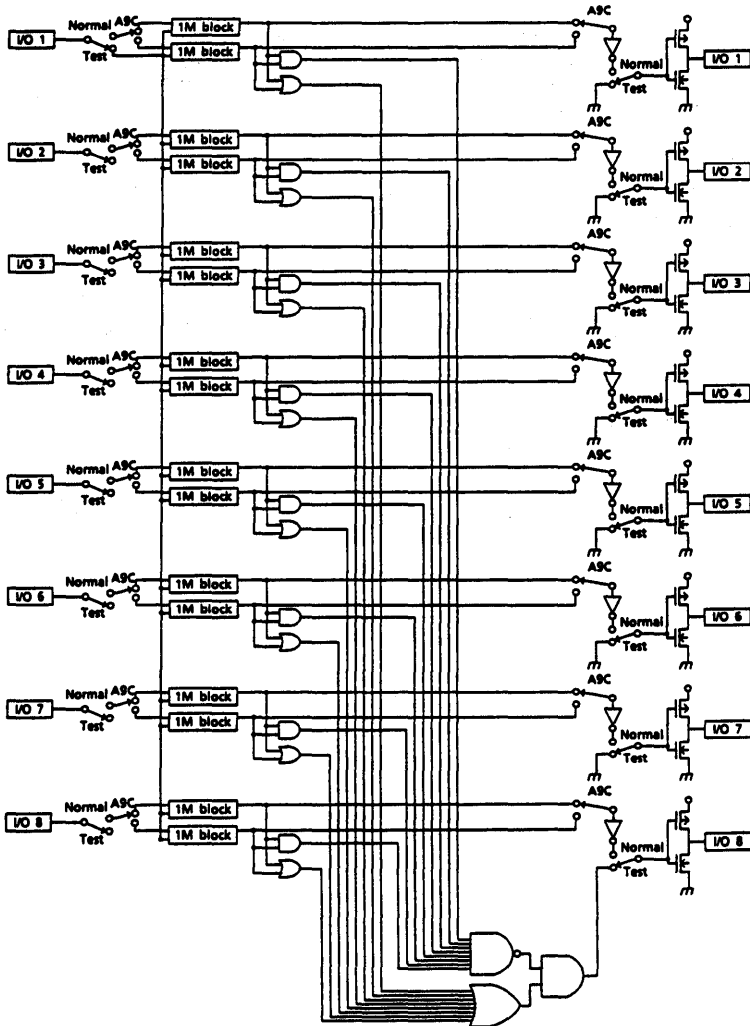 Normal A9C 1M block A9C
I/O 1 1M block Normal I/O 1
Test Test
Normal A9C 1M block A9C
I/O 2 1M block Normal I/O 2
Test Test
Normal A9C 1M block A9C
I/O 3 1M block Normal I/O 3
Test Test
Normal A9C 1M block A9C
I/O 4 1M block Normal I/O 4
Test Test
Normal A9C 1M block A9C
I/O 5 1M block Normal I/O 5
Test Test
Normal A9C 1M block A9C
I/O 6 1M block Normal I/O 6
Test Test
Normal A9C 1M block A9C
I/O 7 1M block Normal I/O 7
Test Test
Normal A9C 1M block A9C
I/O 8 1M block Normal I/O 8
Test Test